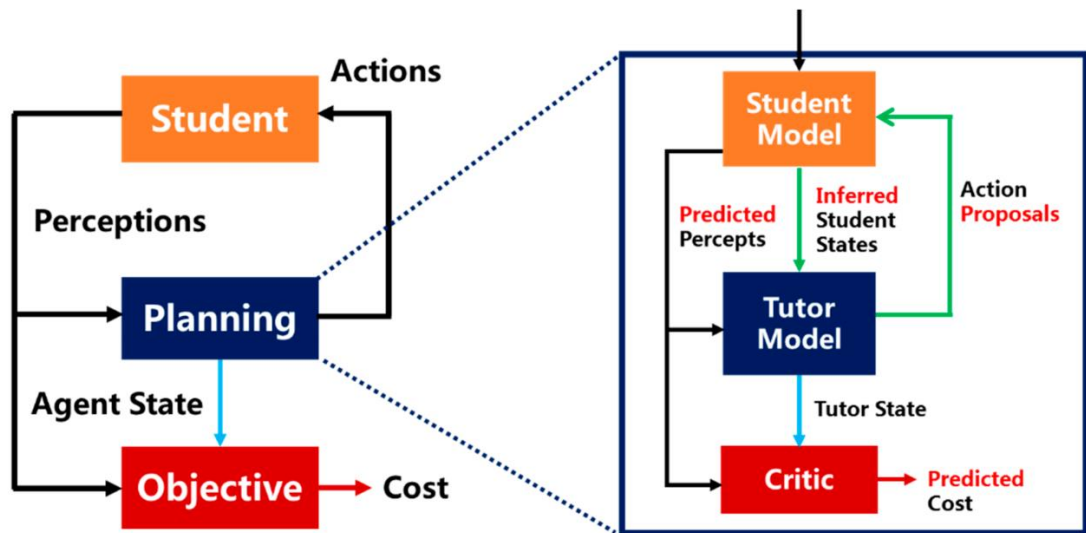 Actions
Student
Perceptions
Planning
Agent State
Objective
Cost
Student
Model
Predicted
Percepts
Inferred
Student
States
Action
Proposals
Tutor
Model
Tutor State
Critic
Predicted
Cost